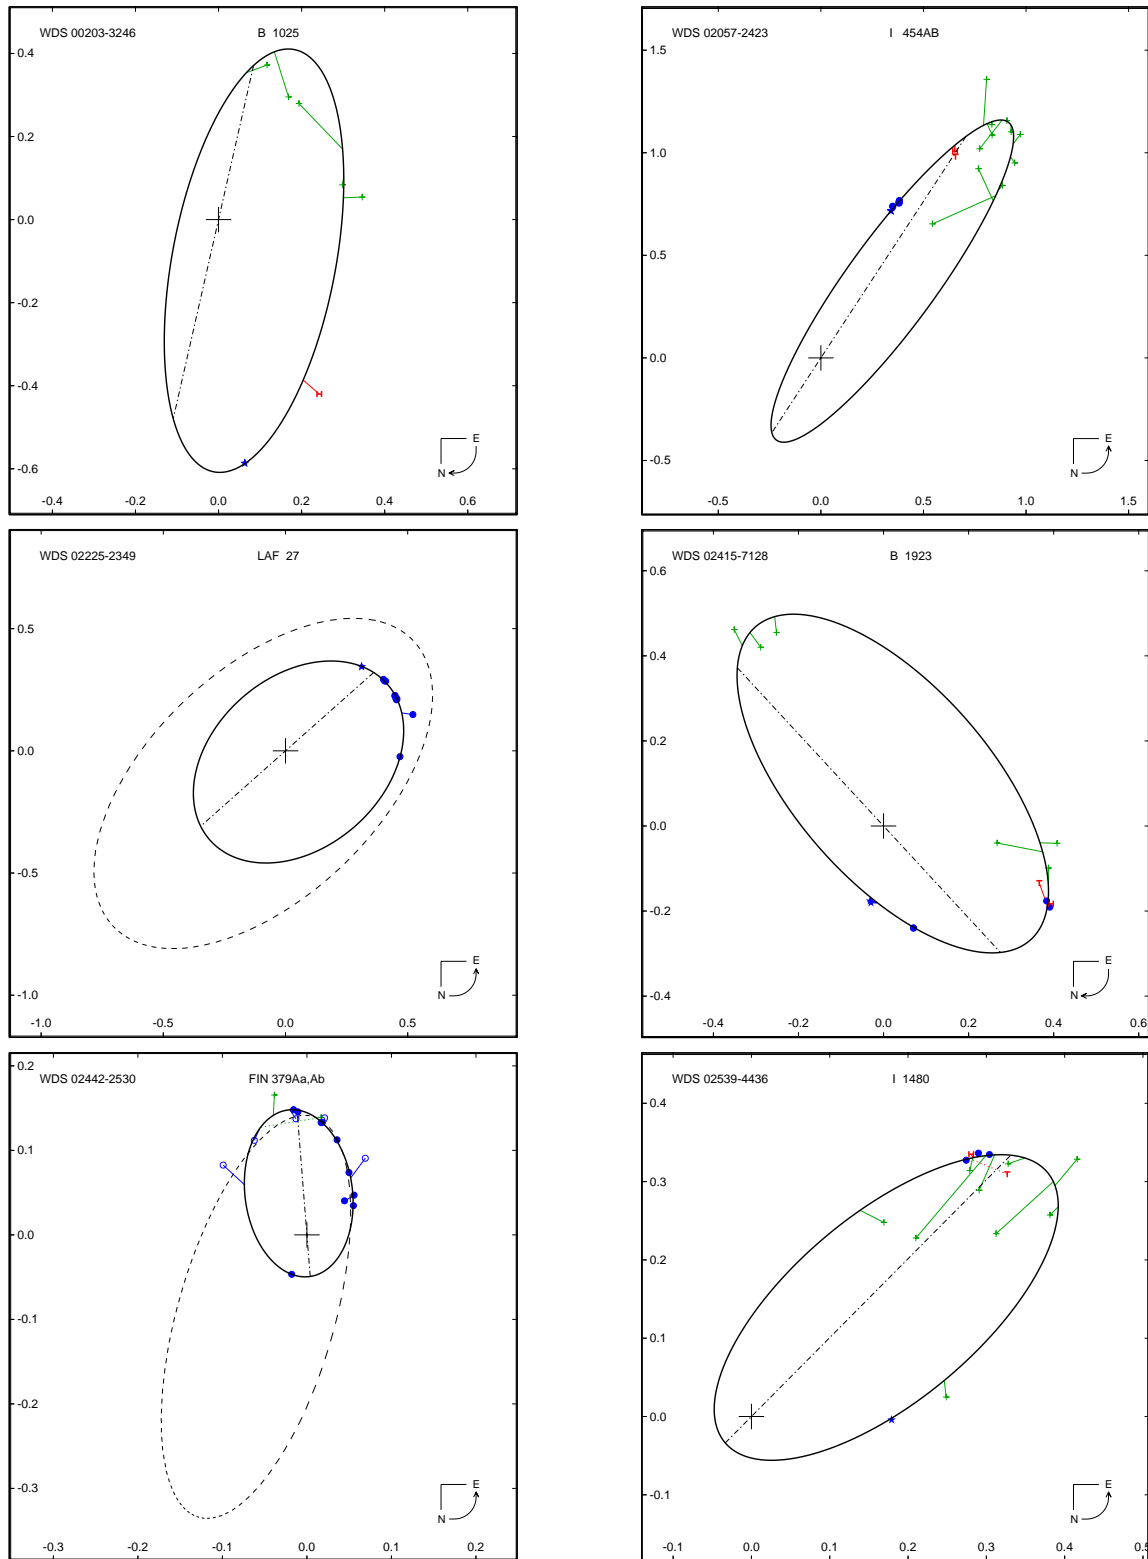 WDS 00203-3246 B 1025
0.4
0.2
0.0
-0.2
-0.4
-0.6
-0.4 -0.2 0.0 0.2 0.4 0.6
E
N
H
WDS 02057-2423 I 454AB
1.5
1.0
0.5
0.0
-0.5
-0.5 0.0 0.5 1.0 1.5
E
N
WDS 02225-2349 LAF 27
0.5
0.0
-0.5
-1.0
-1.0 -0.5 0.0 0.5
E
N
WDS 02415-7128 B 1923
0.6
0.4
0.2
0.0
-0.2
-0.4
-0.4 -0.2 0.0 0.2 0.4 0.6
T
E
N
WDS 02442-2530 FIN 379Aa,Ab
0.2
0.1
0.0
-0.1
-0.2
-0.3
-0.3 -0.2 -0.1 0.0 0.1 0.2
E
N
WDS 02539-4436 I 1480
0.4
0.3
0.2
0.1
0.0
-0.1
-0.1 0.0 0.1 0.2 0.3 0.4 0.5
H
T
E
N